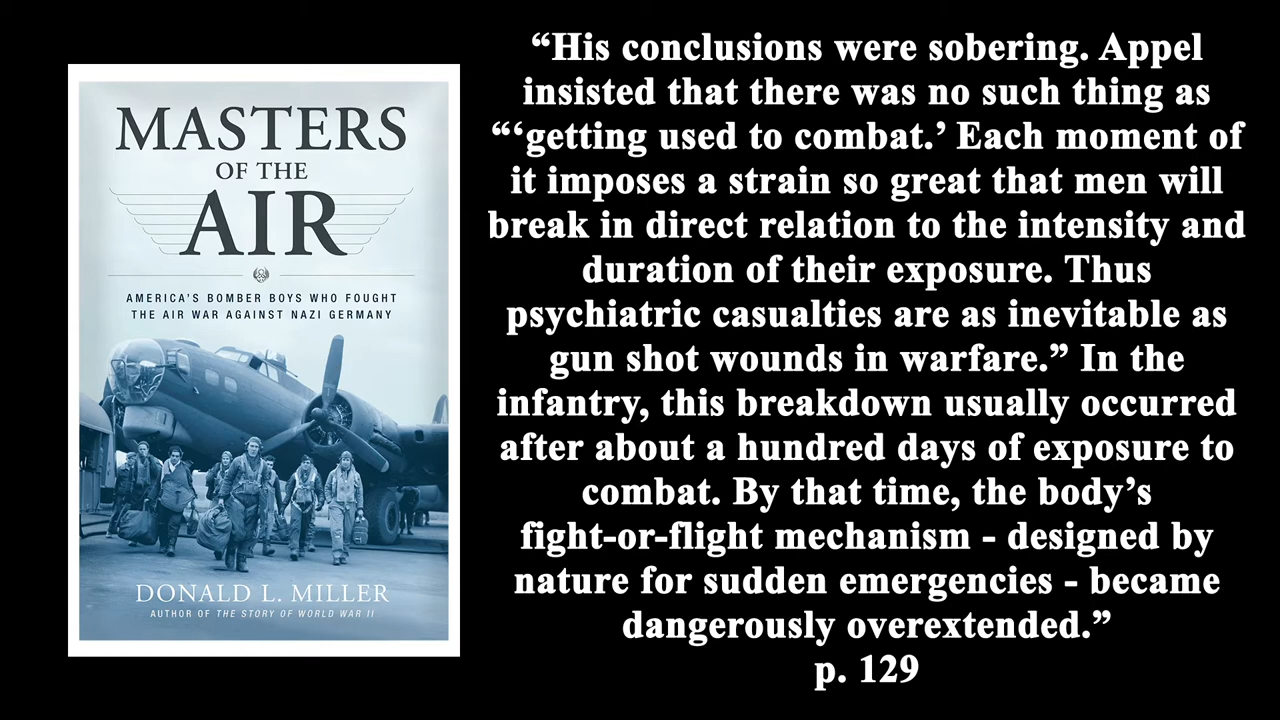 MASTERS
OF THE
AIR
AMERICA'S BOMBER BOYS WHO FOUGHT
THE AIR WAR AGAINST NAZI GERMANY
DONALD L. MILLER
AUTHOR OF THE STORY OF WORLD WAR II
“His conclusions were sobering. Appel
insisted that there was no such thing as
“‘getting used to combat.’ Each moment of
it imposes a strain so great that men will
break in direct relation to the intensity and
duration of their exposure. Thus
psychiatric casualties are as inevitable as
gun shot wounds in warfare.” In the
infantry, this breakdown usually occurred
after about a hundred days of exposure to
combat. By that time, the body’s
fight-or-flight mechanism - designed by
nature for sudden emergencies - became
dangerously overextended.”
p. 129